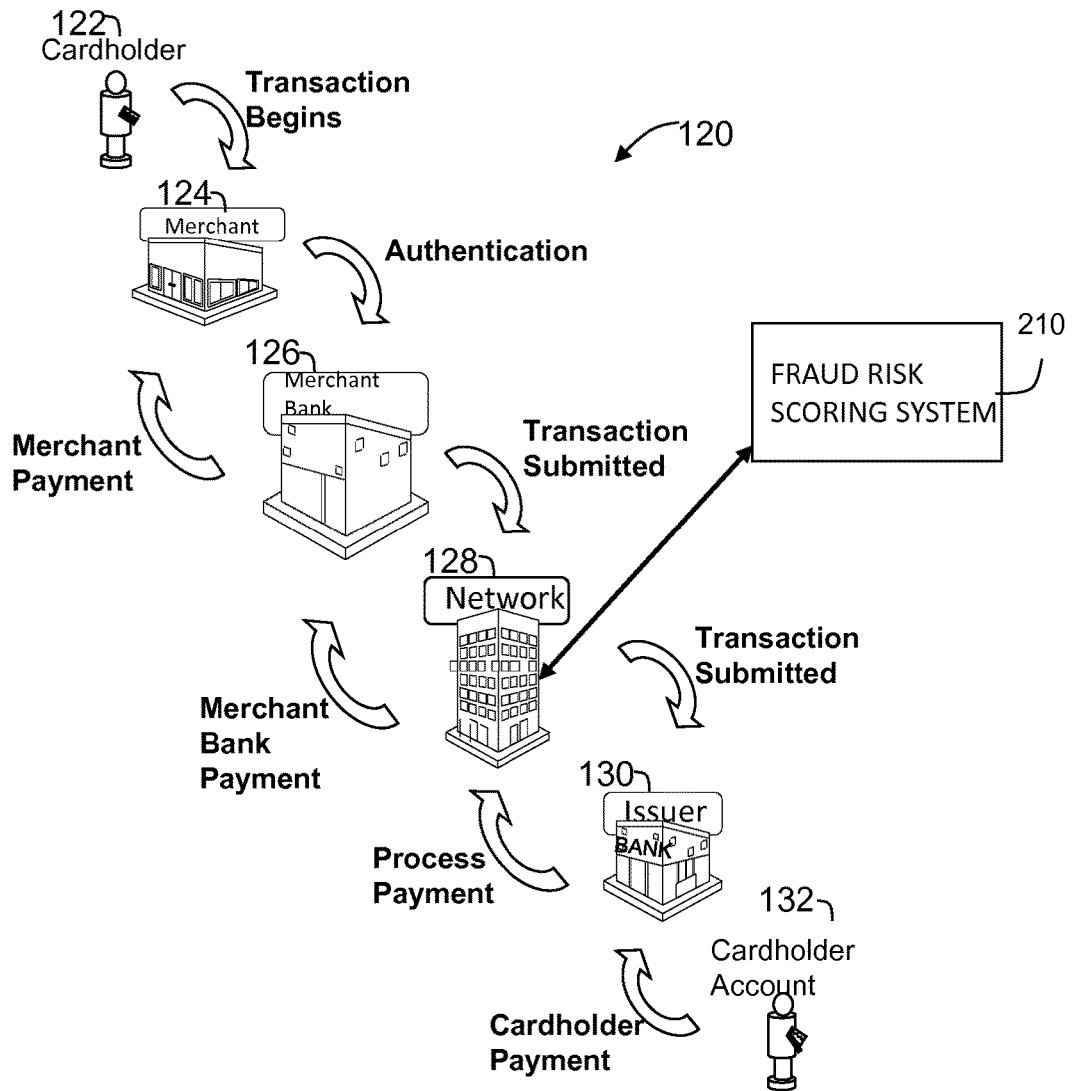 122
Cardholder
Transaction
Begins
120
124
Merchant
Authentication
210
FRAUD RISK
SCORING SYSTEM
126
Merchant
Bank
Merchant
Payment
Transaction
Submitted
128
Network
Transaction
Submitted
Merchant
Bank
Payment
130
Issuer
BANK
Process
Payment
132
Cardholder
Account
Cardholder
Payment